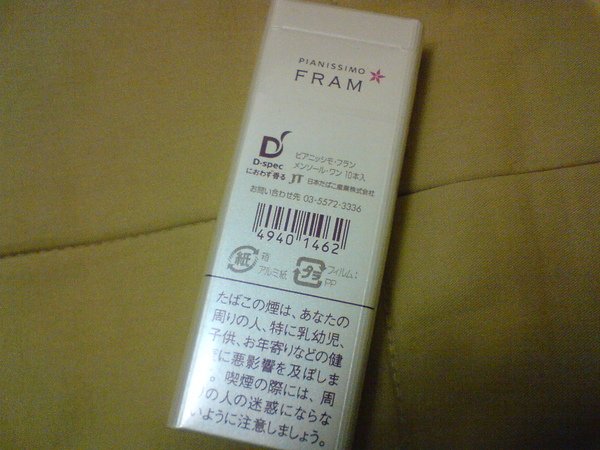 PIANISSIMO
FRAM
D
D-spec
ピアニッシモ・フラン
メンソール・ワン 10本入
におわず香る JT 日本たばこ産業株式会社
お問い合わせ先 03-5572-3336
4940 1462
紙 箱
アルミ紙
プラ フィルム:
PP
たばこの煙は、あなたの
周りの人、特に乳幼児、
子供、お年寄りなどの健
に悪影響を及ぼしま
。喫煙の際には、周
の人の迷惑にならな
いように注意しましょう。